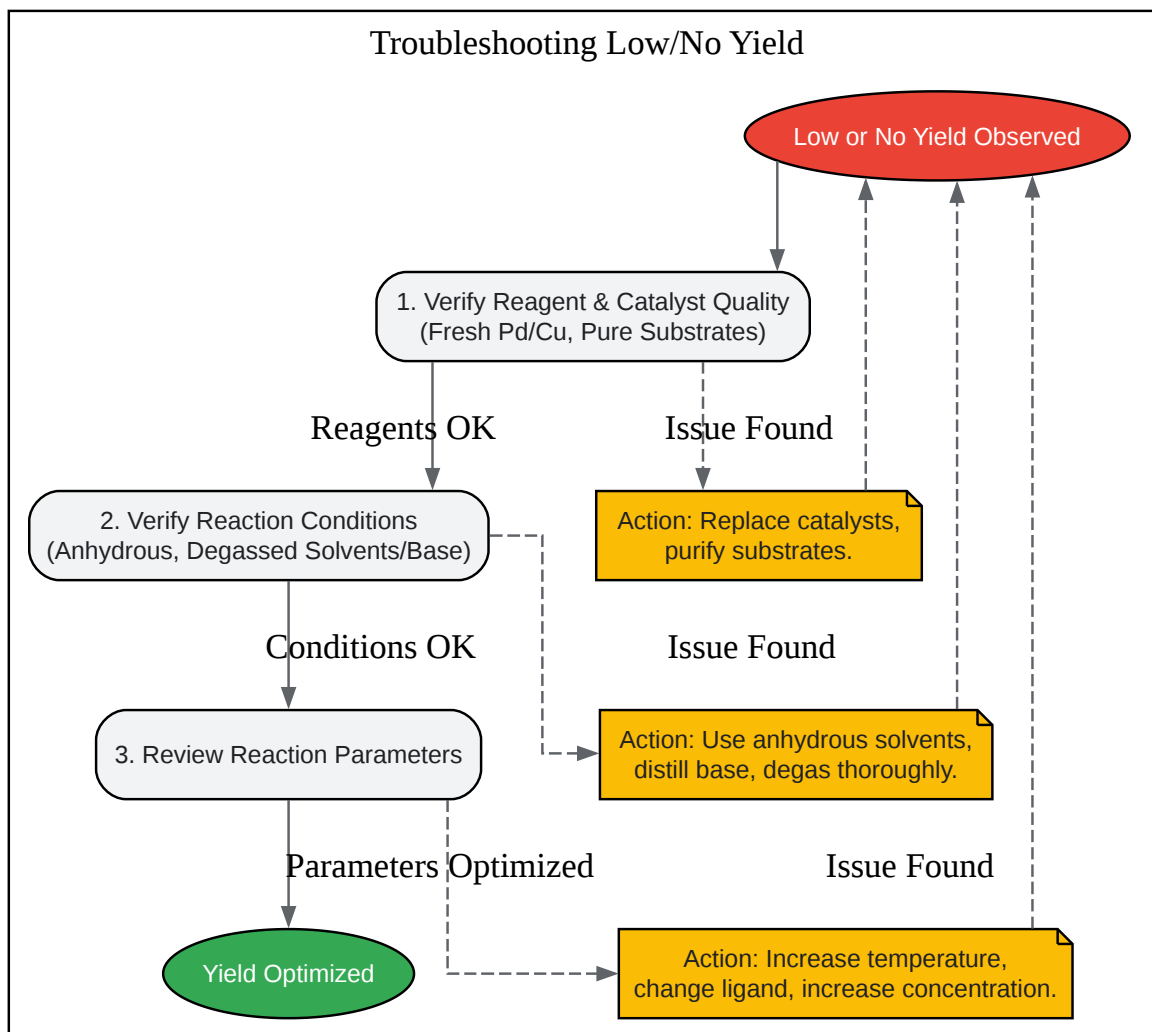 Troubleshooting Low/No Yield
Low or No Yield Observed
1. Verify Reagent & Catalyst Quality
(Fresh Pd/Cu, Pure Substrates)
Reagents OK
Issue Found
2. Verify Reaction Conditions
(Anhydrous, Degassed Solvents/Base)
Action: Replace catalysts,
purify substrates.
Conditions OK
Issue Found
3. Review Reaction Parameters
Action: Use anhydrous solvents,
distill base, degas thoroughly.
Parameters Optimized
Issue Found
Yield Optimized
Action: Increase temperature,
change ligand, increase concentration.